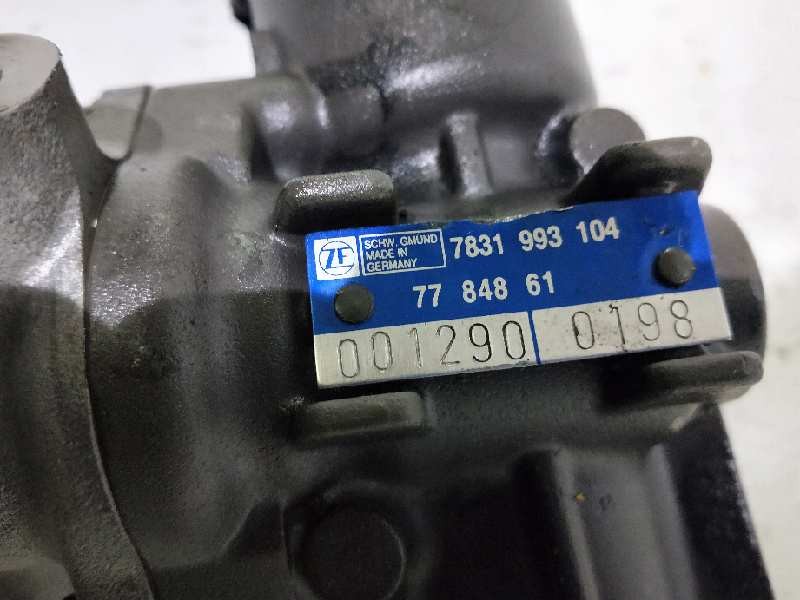 ZF SCHW. GMÜND MADE IN GERMANY 7831 993 104
77 848 61
001290 0198